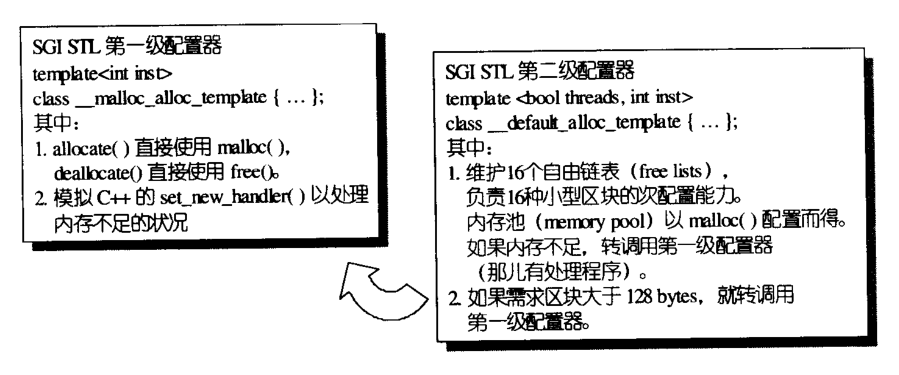 SGI STL 第一级配置器
template<int inst>
class __malloc_alloc_template { … };
其中：
1. allocate( ) 直接使用 malloc( ),
deallocate() 直接使用 free()。
2. 模拟 C++ 的 set_new_handler( ) 以处理
内存不足的状况
SGI STL 第二级配置器
template <bool threads, int inst>
class __default_alloc_template { … };
其中：
1. 维护16个自由链表（free lists），
负责16种小型区块的次配置能力。
内存池（memory pool）以 malloc( ) 配置而得。
如果内存不足，转调用第一级配置器
（那儿有处理程序）。
2. 如果需求区块大于 128 bytes，就转调用
第一级配置器。